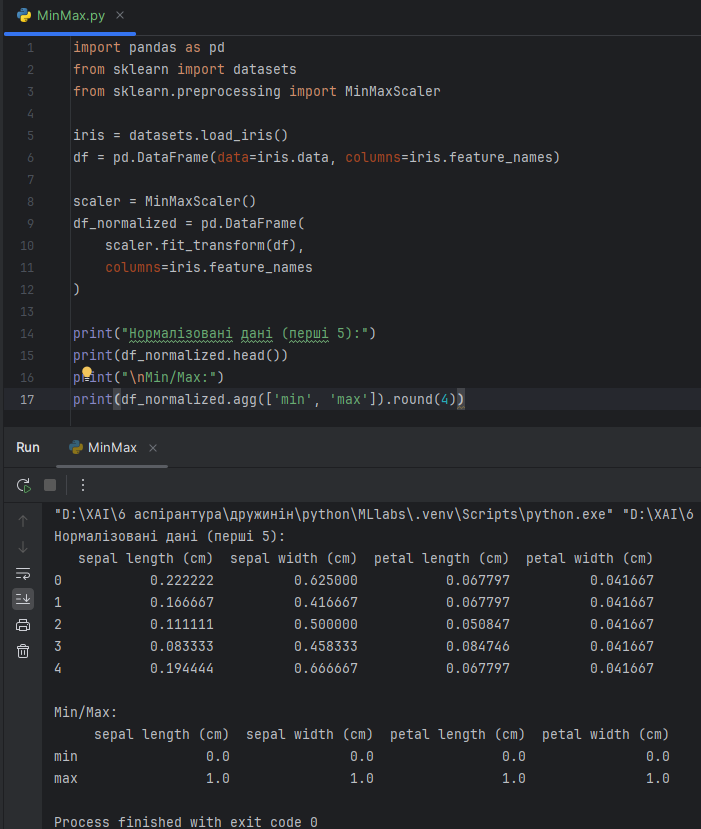 MinMax.py
1 import pandas as pd
2 from sklearn import datasets
3 from sklearn.preprocessing import MinMaxScaler
4
5 iris = datasets.load_iris()
6 df = pd.DataFrame(data=iris.data, columns=iris.feature_names)
7
8 scaler = MinMaxScaler()
9 df_normalized = pd.DataFrame(
10     scaler.fit_transform(df),
11     columns=iris.feature_names
12 )
13
14 print("Нормалізовані дані (перші 5):")
15 print(df_normalized.head())
16 print("\nMin/Max:")
17 print(df_normalized.agg(['min', 'max']).round(4))
Run MinMax
"D:\XAI\6 аспірантура\дружинін\python\MLlabs\.venv\Scripts\python.exe" "D:\XAI\6
Нормалізовані дані (перші 5):
   sepal length (cm)  sepal width (cm)  petal length (cm)  petal width (cm)
0           0.222222          0.625000           0.067797          0.041667
1           0.166667          0.416667           0.067797          0.041667
2           0.111111          0.500000           0.050847          0.041667
3           0.083333          0.458333           0.084746          0.041667
4           0.194444          0.666667           0.067797          0.041667
Min/Max:
     sepal length (cm)  sepal width (cm)  petal length (cm)  petal width (cm)
min                0.0               0.0                0.0               0.0
max                1.0               1.0                1.0               1.0
Process finished with exit code 0